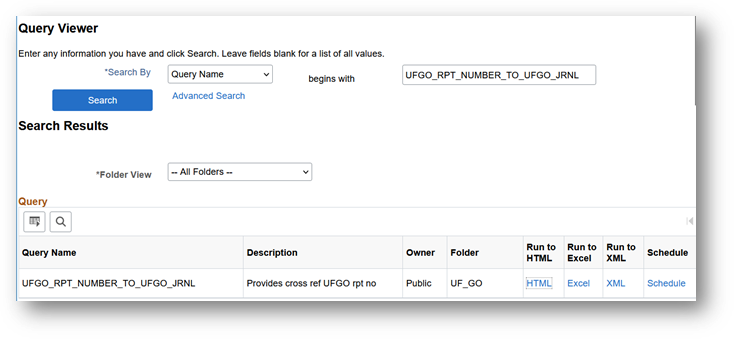 Query Viewer
Enter any information you have and click Search. Leave fields blank for a list of all values.
*Search By Query Name begins with UFGO_RPT_NUMBER_TO_UFGO_JRNL
Search Advanced Search
Search Results
*Folder View -- All Folders --
Query
Query Name Description Owner Folder Run to HTML Run to Excel Run to XML Schedule
UFGO_RPT_NUMBER_TO_UFGO_JRNL Provides cross ref UFGO rpt no Public UF_GO HTML Excel XML Schedule